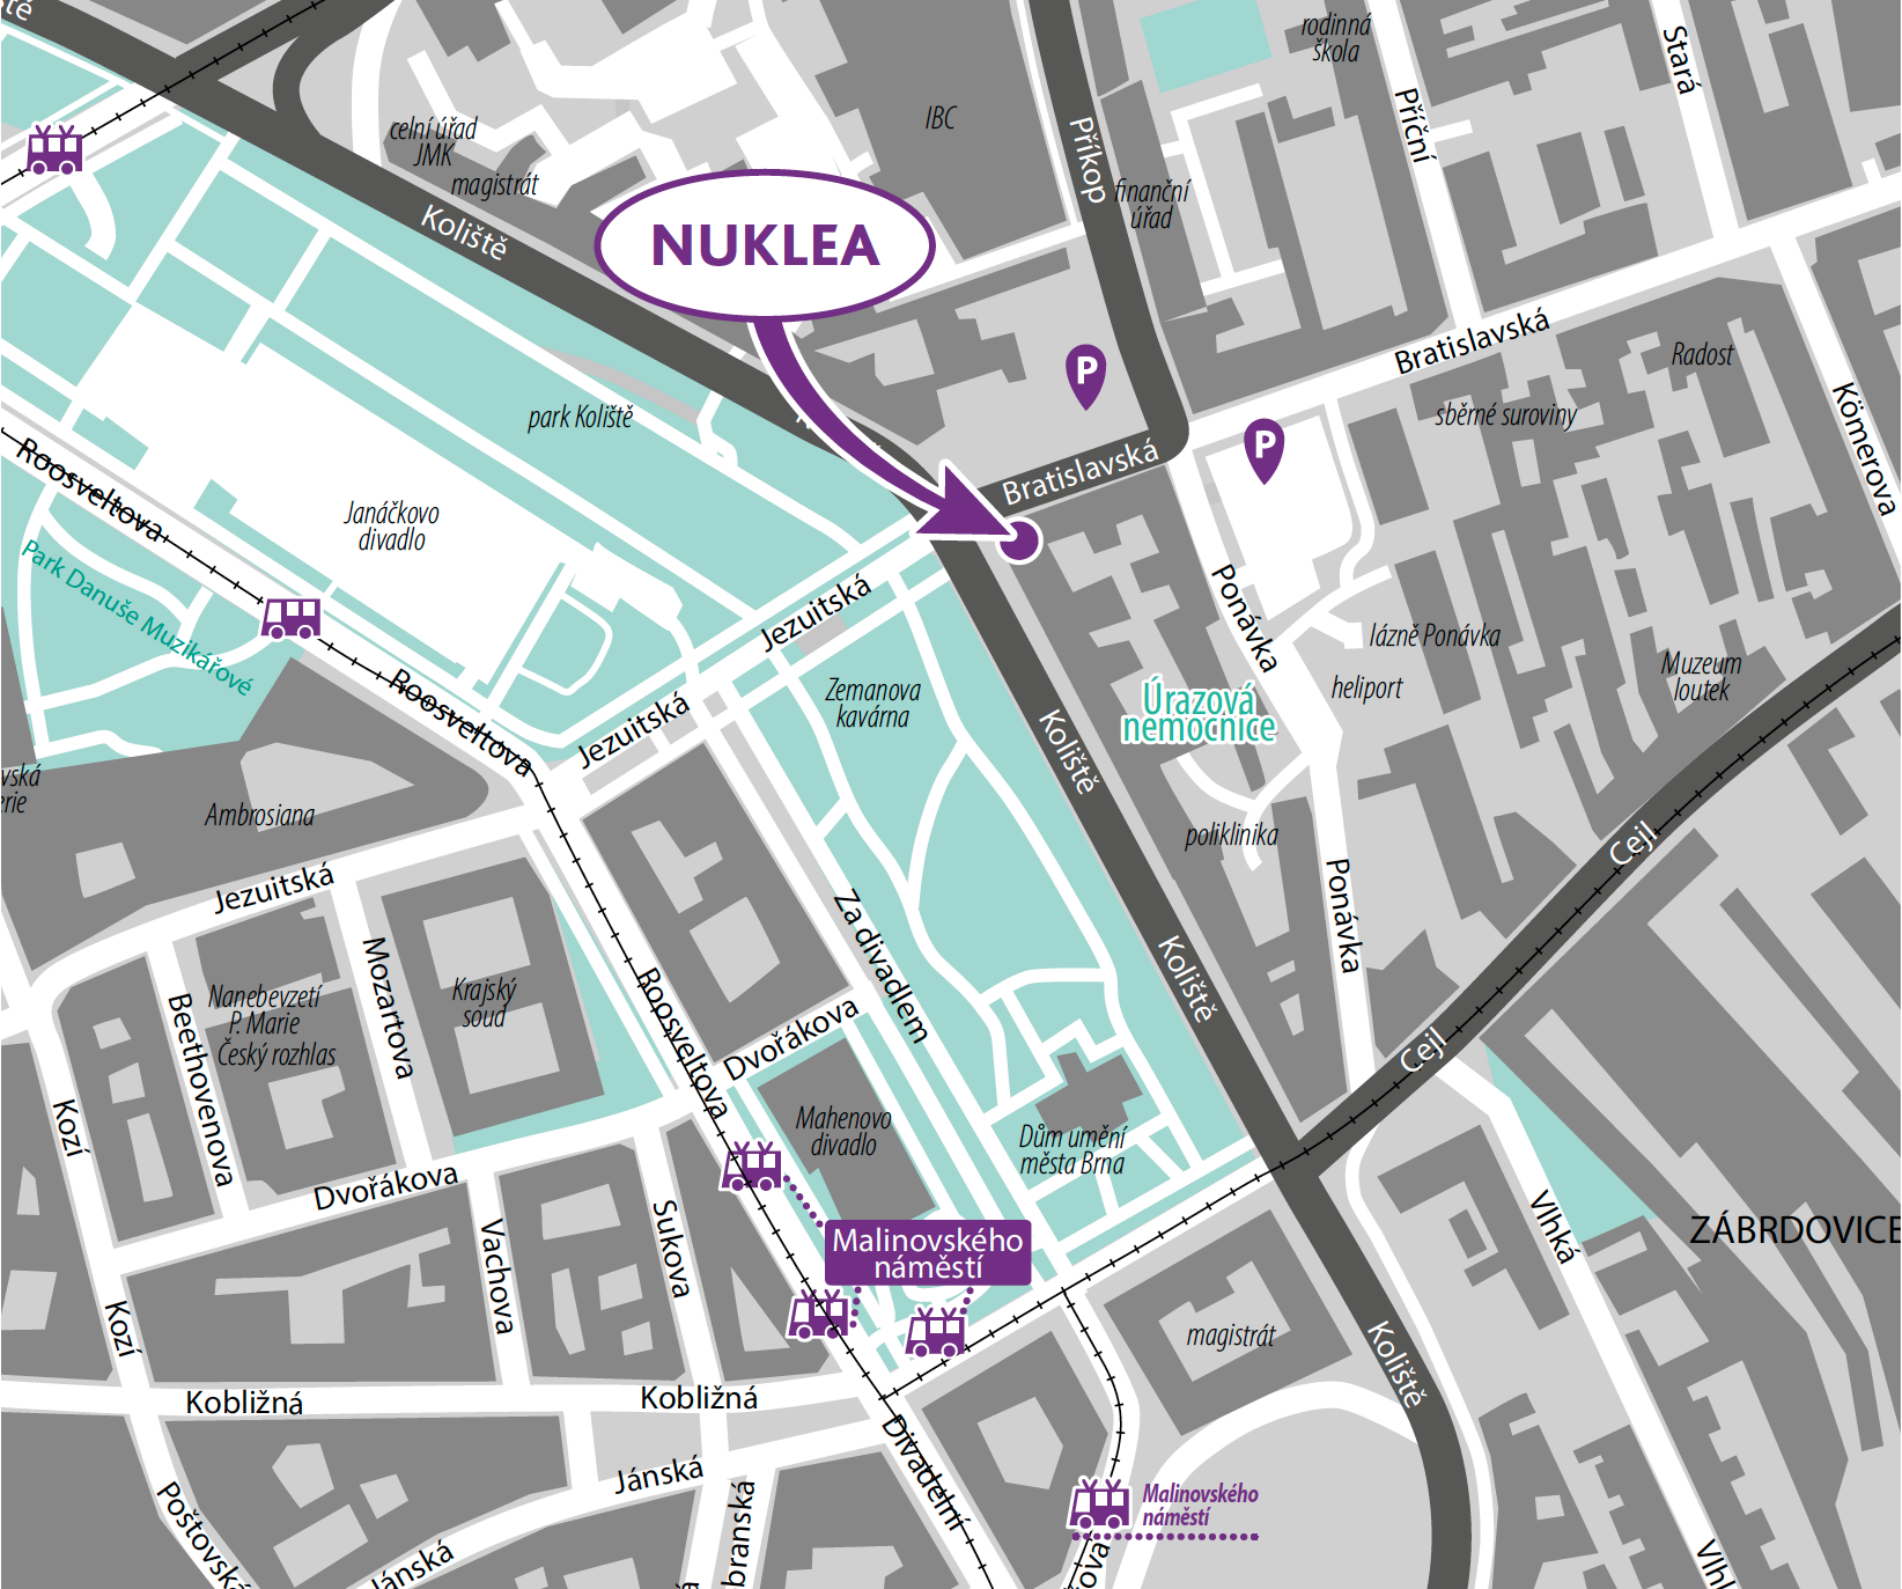 rodinná
škola
Stará
Příční
IBC
Příkop
celní úřad
JMK
magistrát
finanční
úřad
Koliště
NUKLEA
Bratislavská
Radost
P
sběrné suroviny
park Koliště
Kömerova
P
Roosveltova
Bratislavská
Janáčkovo
divadlo
Park Danuše Muzikářové
Jezuitská
Ponávka
lázně Ponávka
Muzeum
loutek
heliport
Zemanova
kavárna
Úrazová
nemocnice
Roosveltova
Jezuitská
Koliště
Ambrosiana
poliklinika
Cejl
Jezuitská
Ponávka
Za divadlem
Mozartova
Krajský
soud
Koliště
Beethovenova
Nanebevzetí
P. Marie
Český rozhlas
Roosveltova
Dvořákova
Cejl
Kozí
Mahenovo
divadlo
Dům umění
města Brna
Dvořákova
Vlhká
ZÁBRDOVICE
Sukova
Vachova
Malinovského
náměstí
Kozí
magistrát
Koliště
Kobližná
Kobližná
Divadelní
Jánská
Poštovská
Malinovského
náměstí
Jánská